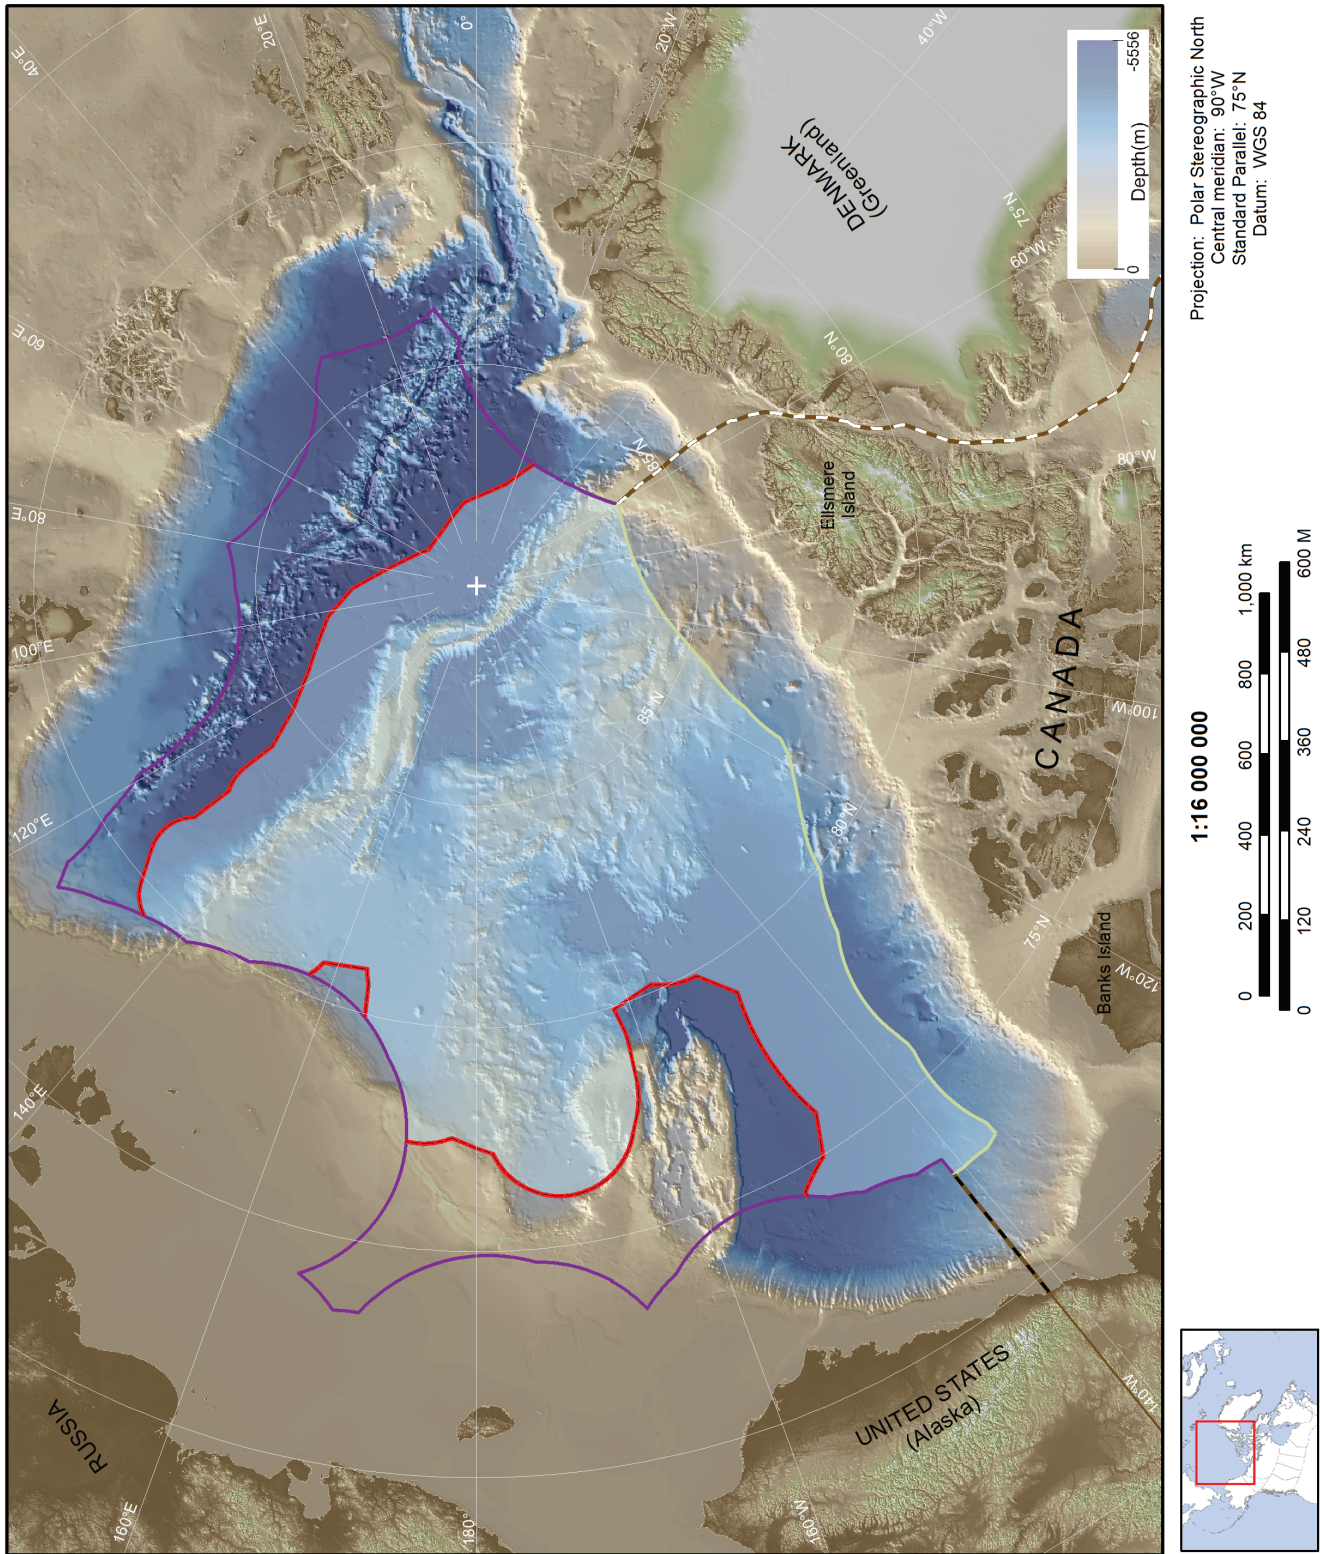 40°E
20°E
0°
20°W
40°W
60°E
80°E
100°E
120°E
140°E
160°E
180°
160°W
140°W
120°W
100°W
80°W
60°W
75°N
80°N
85°N
85°N
80°N
75°N
RUSSIA
DENMARK
(Greenland)
Ellsmere
Island
CANADA
Banks Island
UNITED STATES
(Alaska)
0
-5556
Depth(m)
Projection: Polar Stereographic North
Central meridian: 90°W
Standard Parallel: 75°N
Datum: WGS 84
1:16 000 000
0 200 400 600 800 1,000 km
0 120 240 360 480 600 M